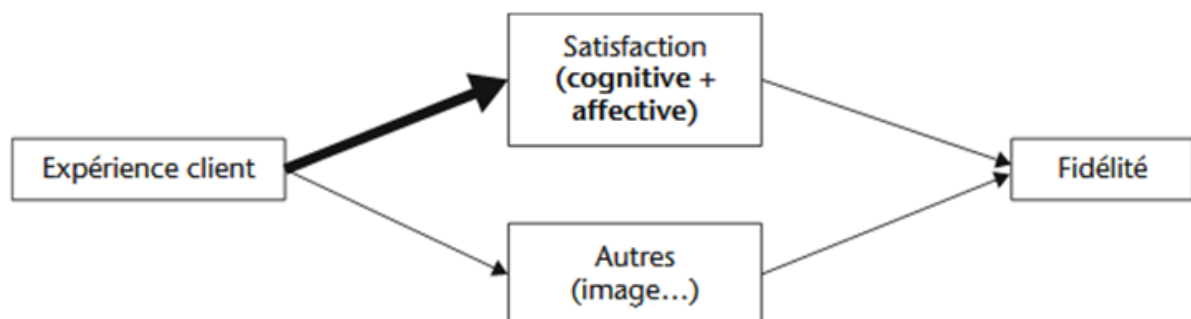 Satisfaction
(cognitive +
affective)
Expérience client
Fidélité
Autres
(image...)